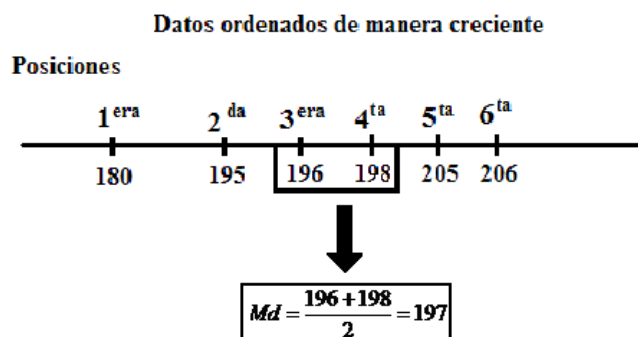 Datos ordenados de manera creciente
Posiciones
1era 2da 3era 4ta 5ta 6ta
180 195 196 198 205 206
Md = (196+198)/2 = 197